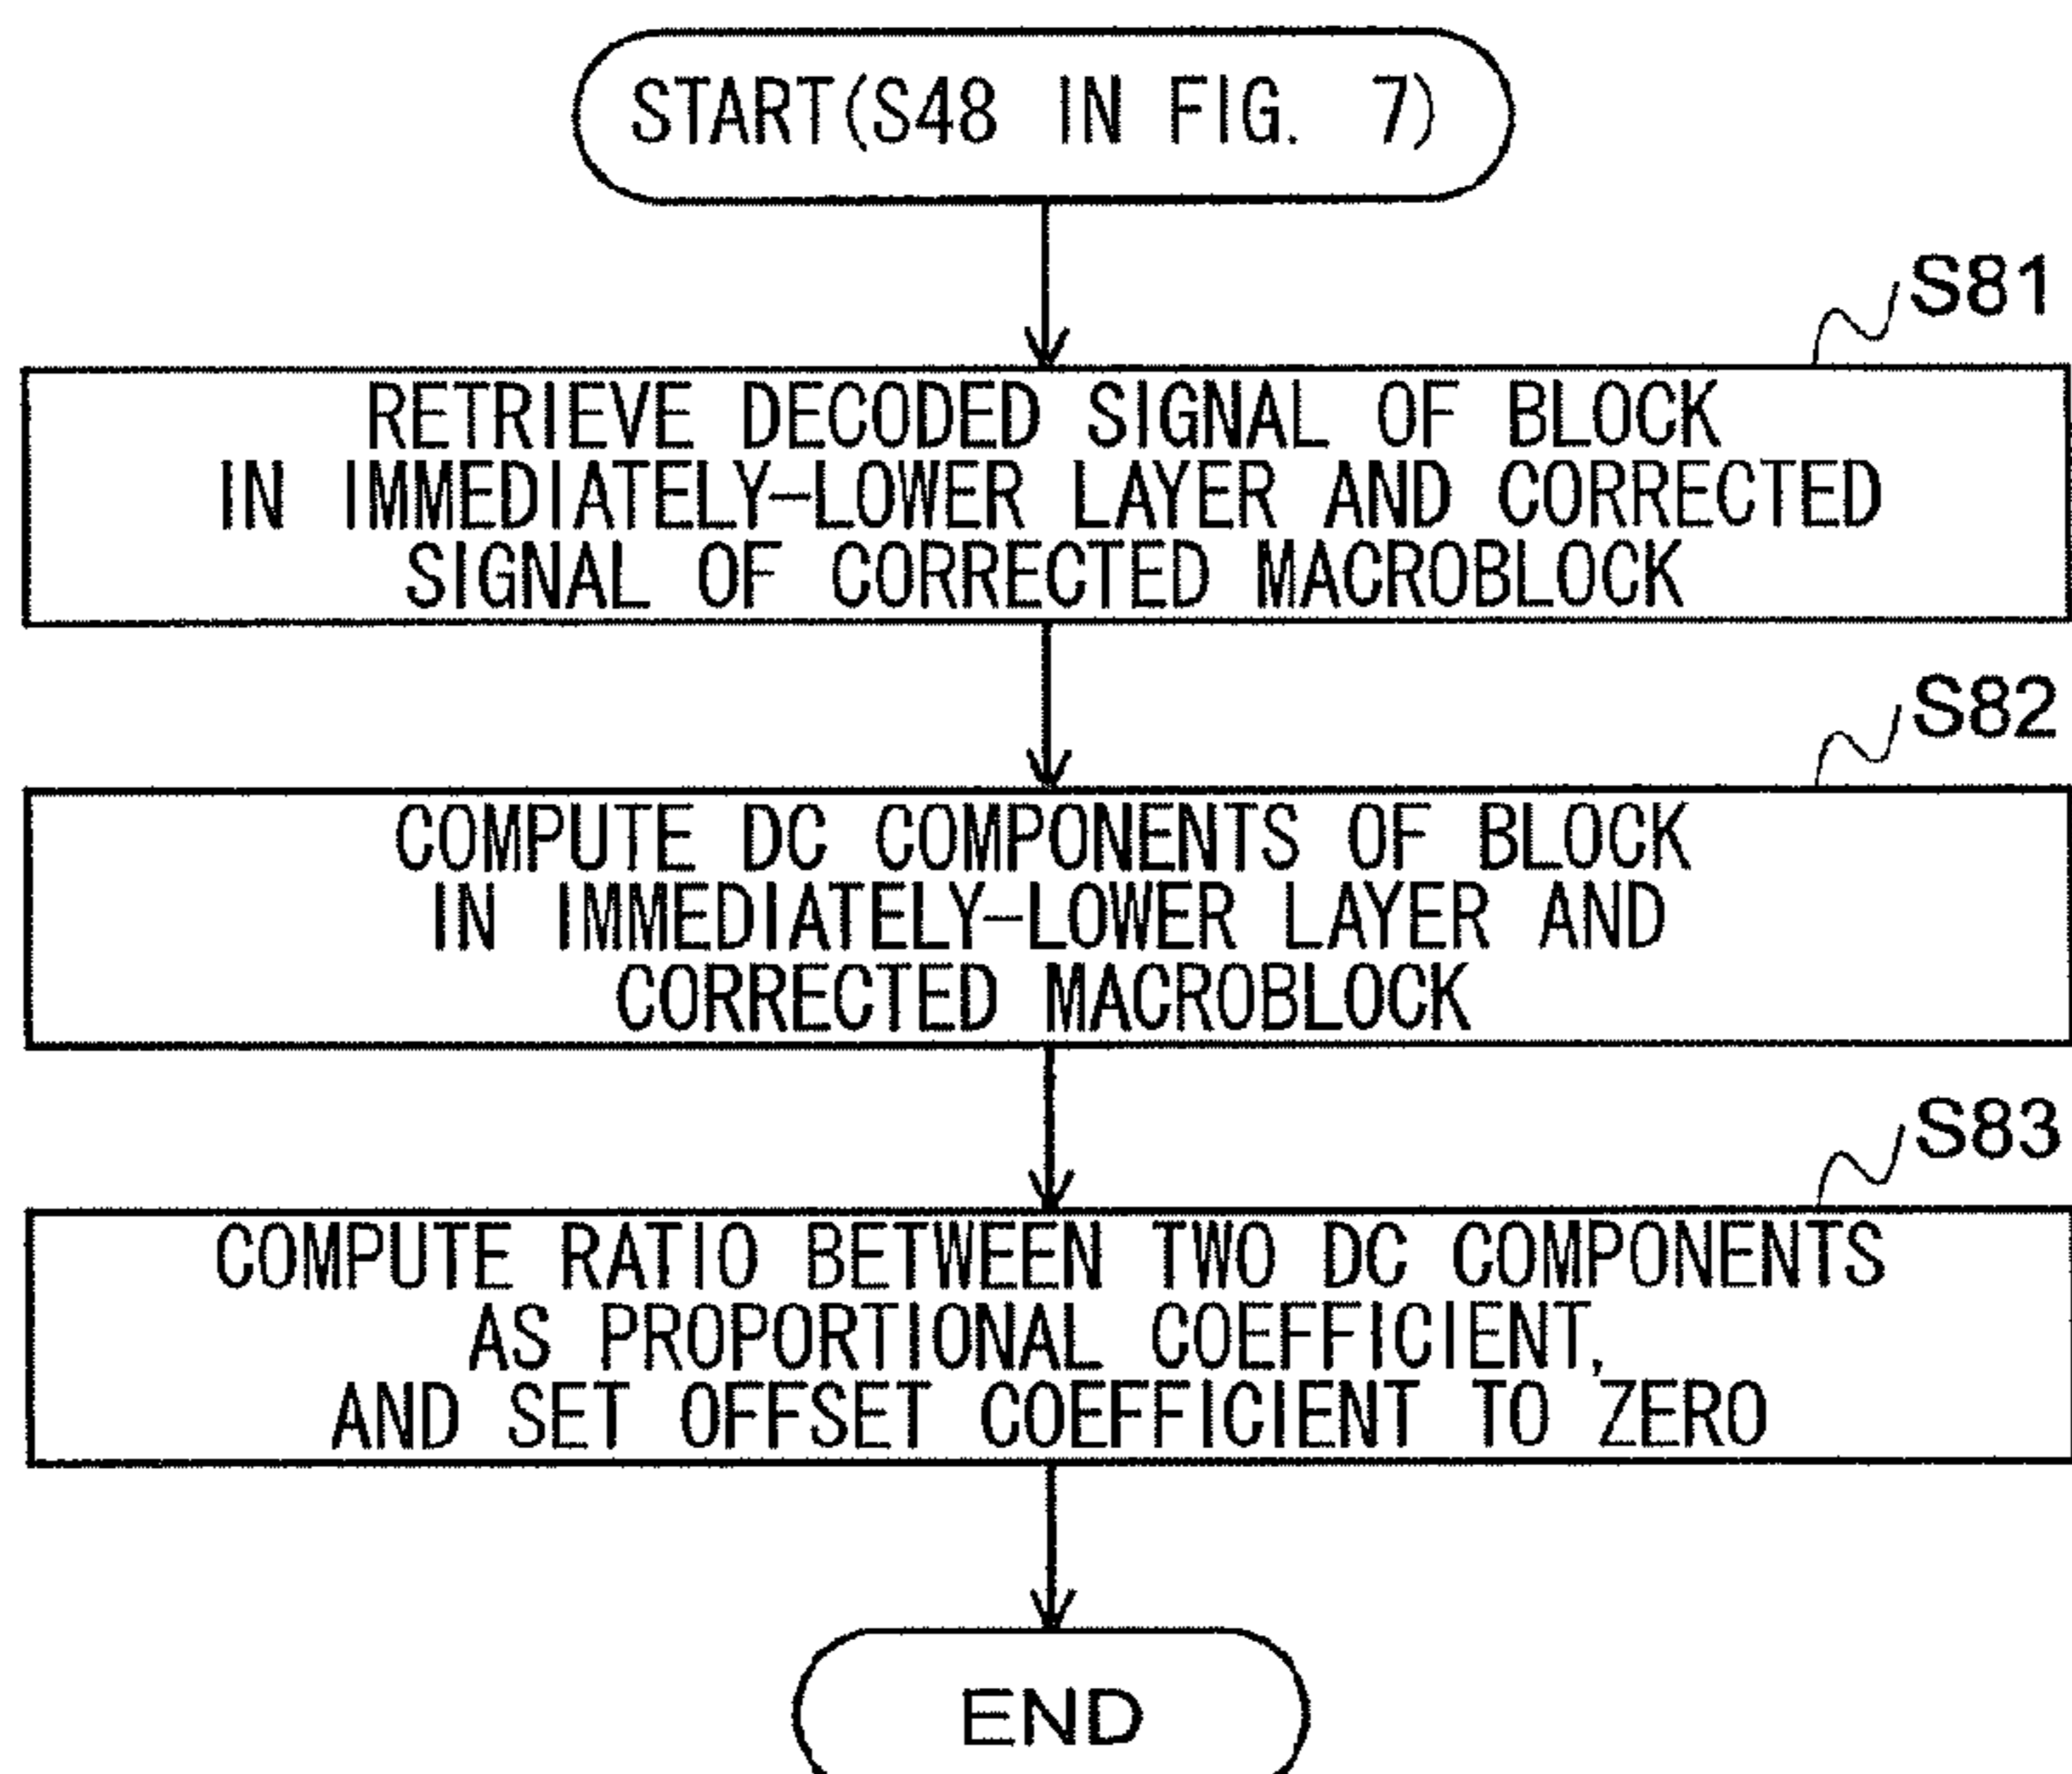 START(S48 IN FIG. 7)
S81
RETRIEVE DECODED SIGNAL OF BLOCK
IN IMMEDIATELY-LOWER LAYER AND CORRECTED
SIGNAL OF CORRECTED MACROBLOCK
S82
COMPUTE DC COMPONENTS OF BLOCK
IN IMMEDIATELY-LOWER LAYER AND
CORRECTED MACROBLOCK
S83
COMPUTE RATIO BETWEEN TWO DC COMPONENTS
AS PROPORTIONAL COEFFICIENT,
AND SET OFFSET COEFFICIENT TO ZERO
END